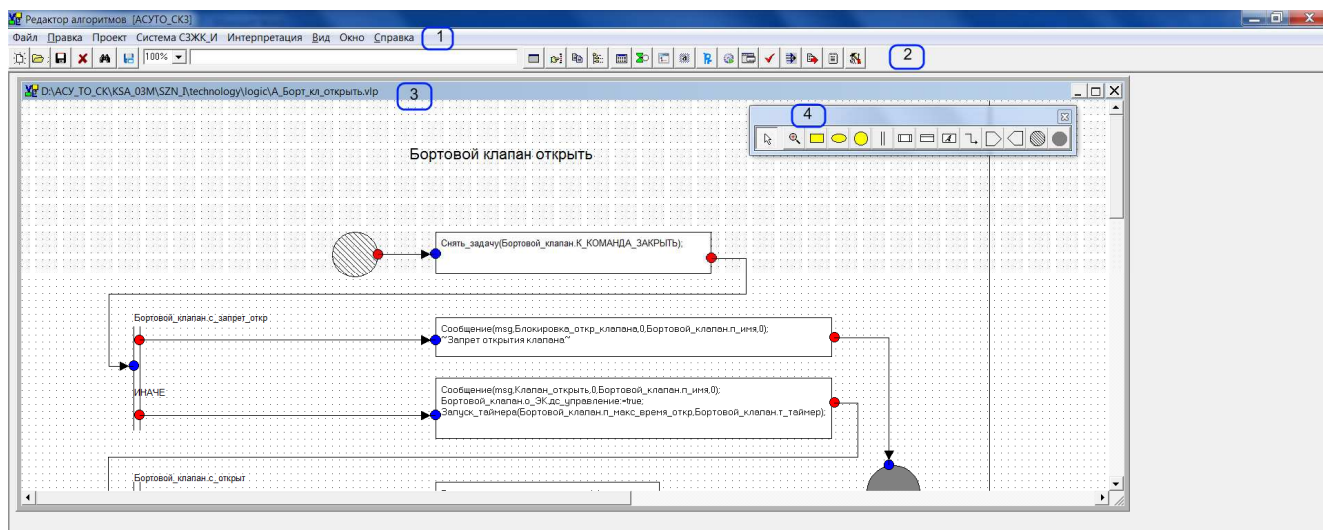 Редактор алгоритмов [АСУТО_СК3]
Файл Правка Проект Система СЗЖК_И Интерпретация Вид Окно Справка 1
100% 2
D:\АСУ_ТО_СК\KSA_03M\SZN_I\technology\logic\А_Борт_кл_открыть.vlp 3
4
Бортовой клапан открыть
Снять_задачу(Бортовой_клапан.К_КОМАНДА_ЗАКРЫТЬ);
Бортовой_клапан.с_запрет_откр
Сообщение(msg,Блокировка_откр_клапана,0,Бортовой_клапан.п_имя,0);
~Запрет открытия клапана~
ИНАЧЕ
Сообщение(msg,Клапан_открыть,0,Бортовой_клапан.п_имя,0);
Бортовой_клапан.о_ЭК.дс_управление:=true;
Запуск_таймера(Бортовой_клапан.п_макс_время_откр,Бортовой_клапан.т_таймер);
Бортовой_клапан.с_открыт